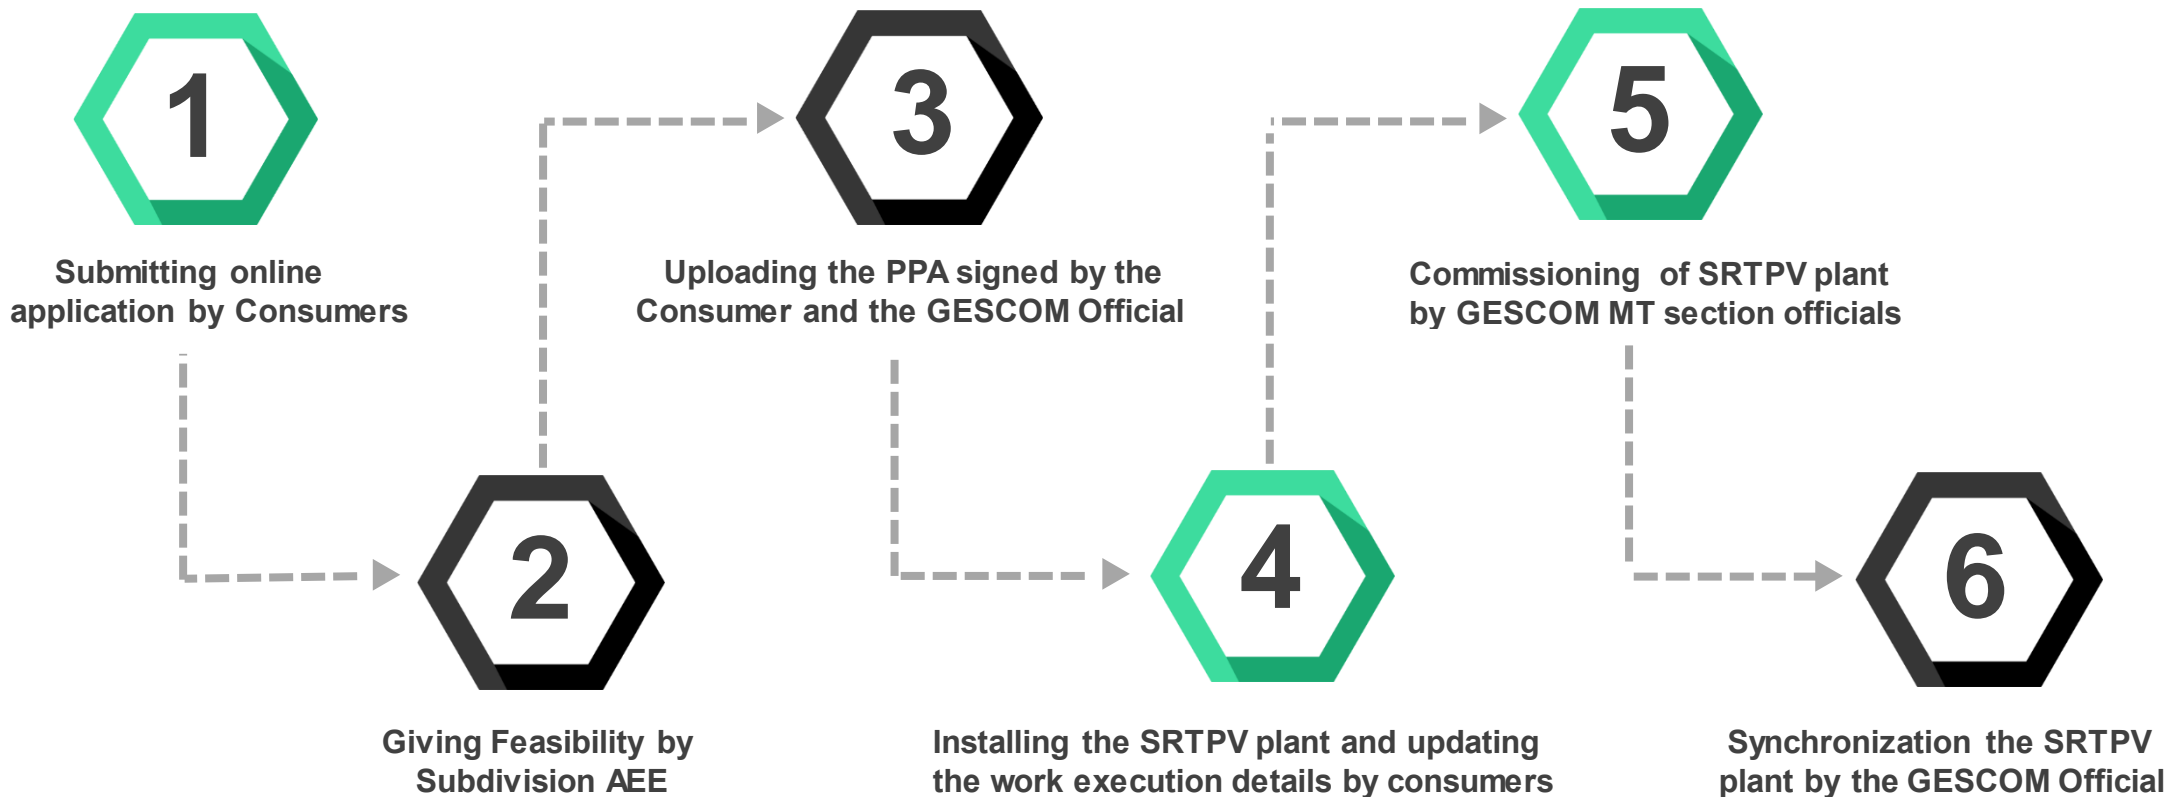 1
Submitting online
application by Consumers
2
Giving Feasibility by
Subdivision AEE
3
Uploading the PPA signed by the
Consumer and the GESCOM Official
4
Installing the SRTPV plant and updating
the work execution details by consumers
5
Commissioning of SRTPV plant
by GESCOM MT section officials
6
Synchronization the SRTPV
plant by the GESCOM Official